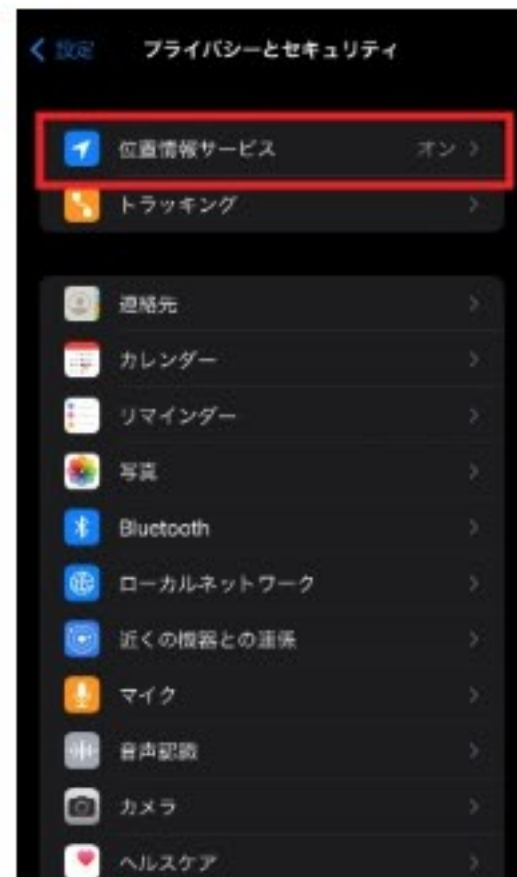 設定 プライバシーとセキュリティ
位置情報サービス オン
トラッキング
連絡先
カレンダー
リマインダー
写真
Bluetooth
ローカルネットワーク
近くの機器との連係
マイク
音声認識
カメラ
ヘルスケア